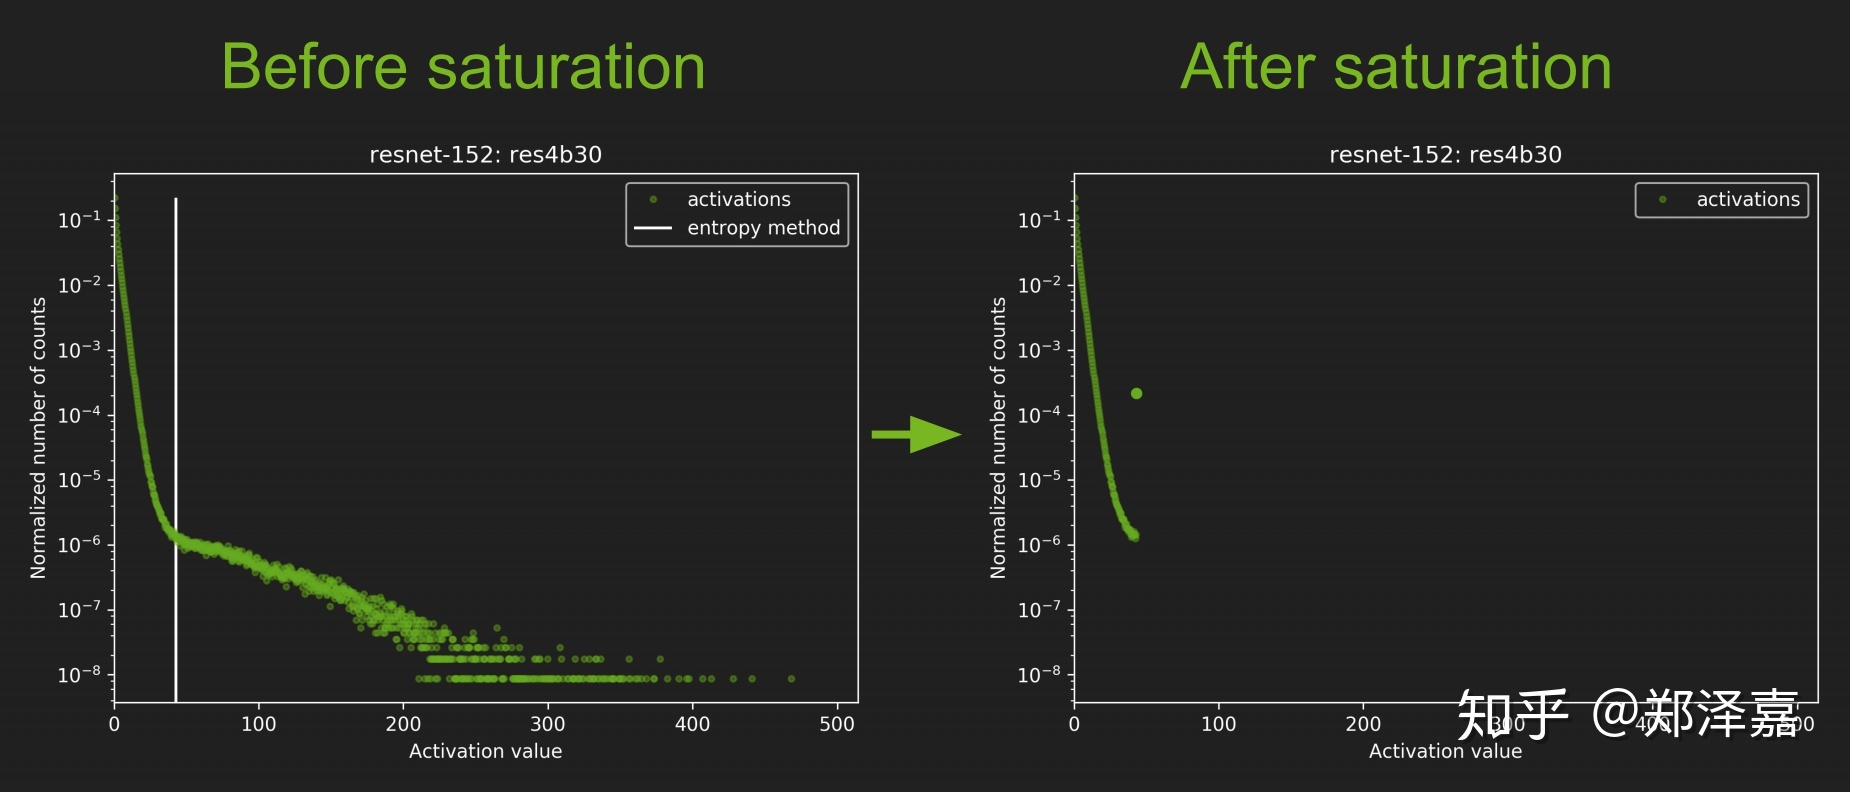 Before saturation
After saturation
resnet-152: res4b30
activations
entropy method
10⁻¹
10⁻²
10⁻³
10⁻⁴
10⁻⁵
10⁻⁶
10⁻⁷
10⁻⁸
Normalized number of counts
0 100 200 300 400 500
Activation value
resnet-152: res4b30
activations
10⁻¹
10⁻²
10⁻³
10⁻⁴
10⁻⁵
10⁻⁶
10⁻⁷
10⁻⁸
Normalized number of counts
0 100 200 300 400 500
Activation value
知乎 @郑泽嘉